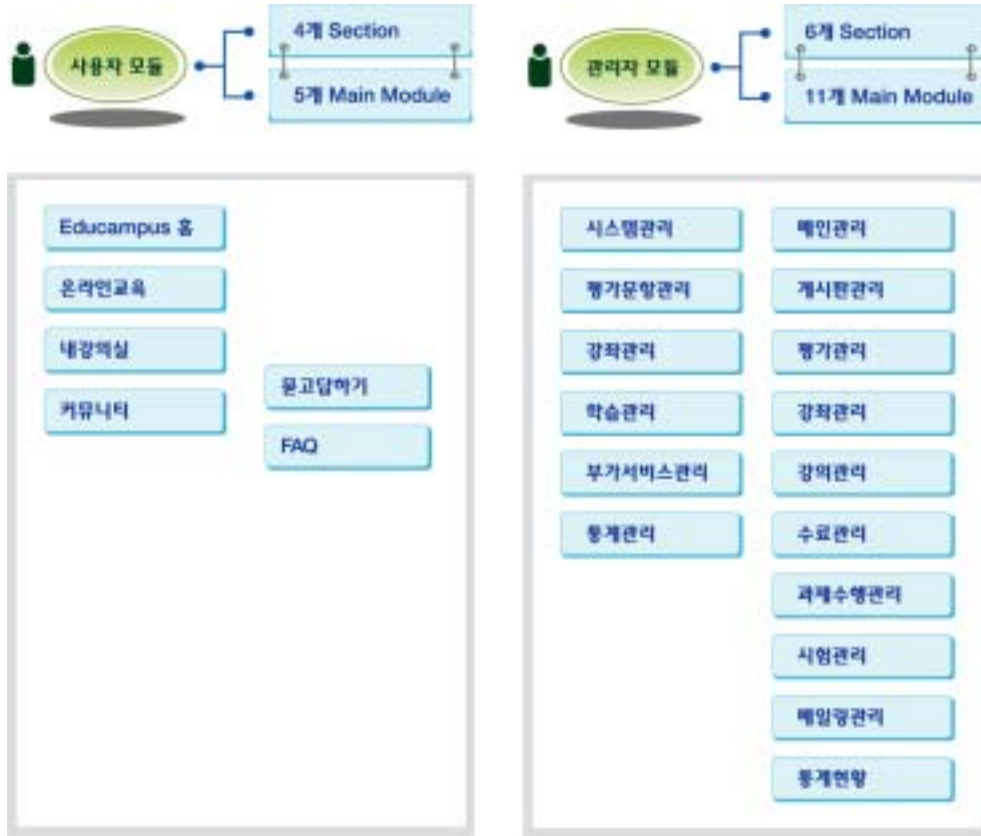 사용자 모듈
4개 Section
5개 Main Module
Educampus 홈
온라인교육
내강의실
커뮤니티
묻고답하기
FAQ
관리자 모듈
6개 Section
11개 Main Module
시스템관리
평가문항관리
강좌관리
학습관리
부가서비스관리
통계관리
메인관리
게시판관리
평가관리
강좌관리
강의관리
수료관리
과제수행관리
시험관리
메일링관리
통계현황